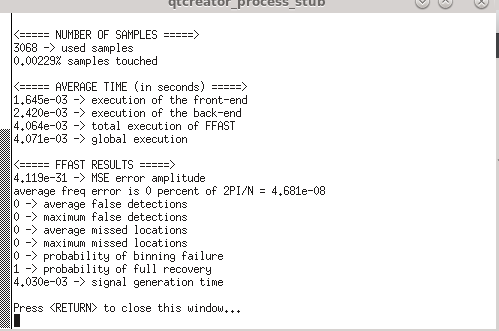 qtcreator_process_stub
<===== NUMBER OF SAMPLES =====>
3068 -> used samples
0.00229% samples touched
<===== AVERAGE TIME (in seconds) =====>
1.645e-03 -> execution of the front-end
2.420e-03 -> execution of the back-end
4.064e-03 -> total execution of FFAST
4.071e-03 -> global execution
<===== FFAST RESULTS =====>
4.119e-31 -> MSE error amplitude
average freq error is 0 percent of 2PI/N = 4.681e-08
0 -> average false detections
0 -> maximum false detections
0 -> average missed locations
0 -> maximum missed locations
0 -> probability of binning failure
1 -> probability of full recovery
4.030e-03 -> signal generation time
Press <RETURN> to close this window...